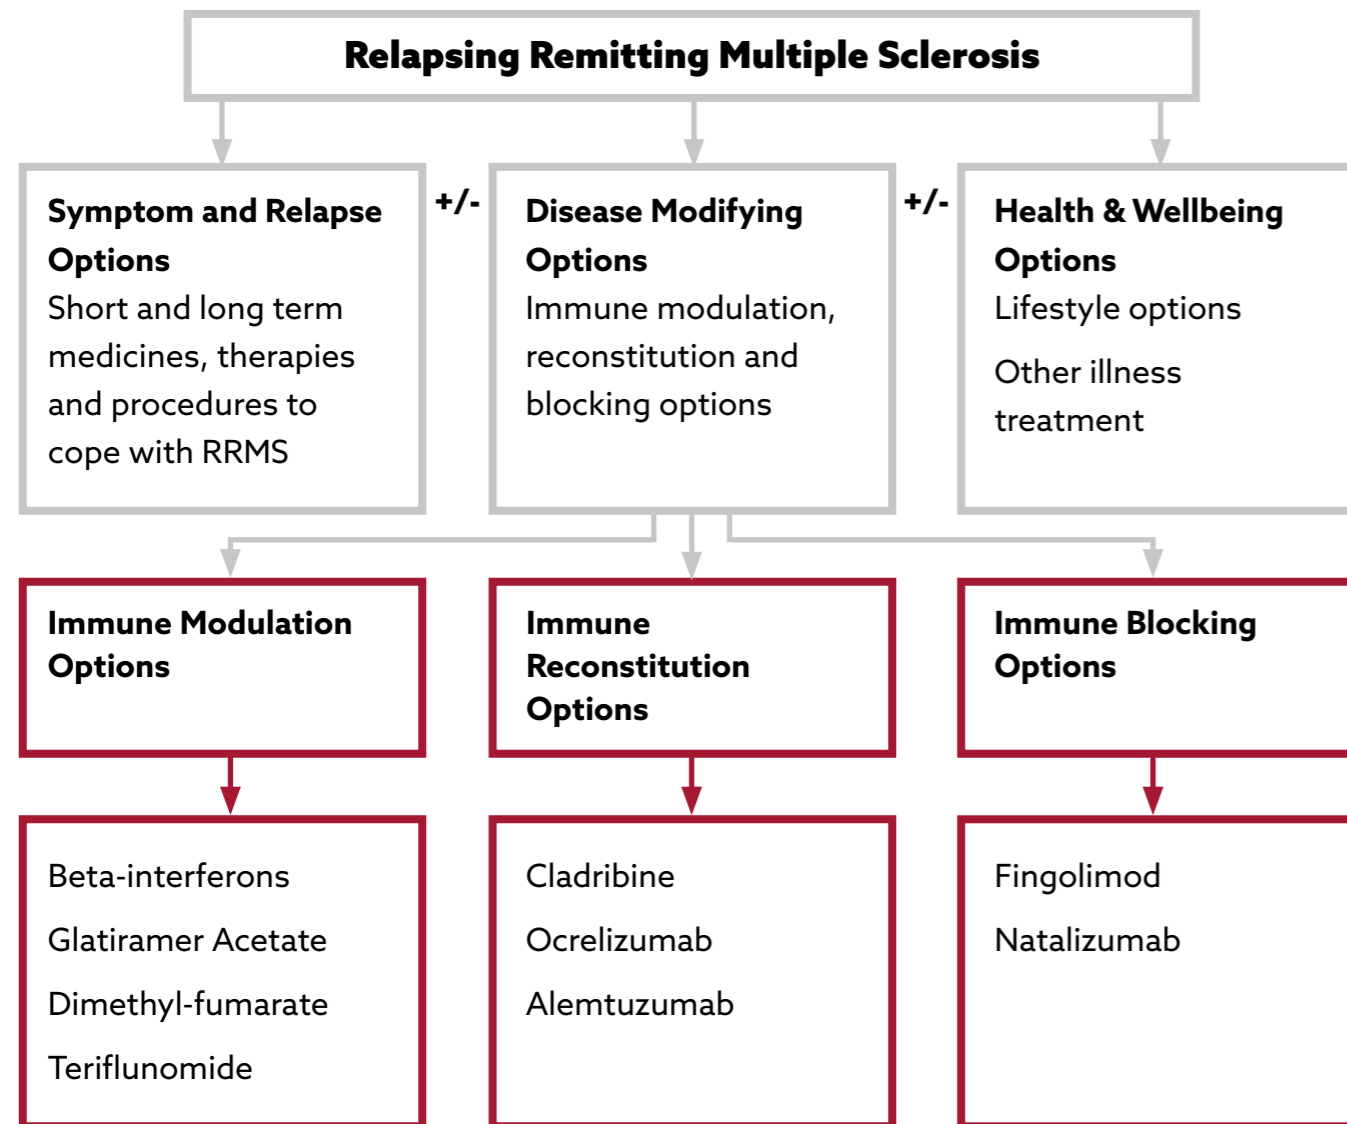 Relapsing Remitting Multiple Sclerosis
Symptom and Relapse
Options
Short and long term
medicines, therapies
and procedures to
cope with RRMS
+/-
Disease Modifying
Options
Immune modulation,
reconstitution and
blocking options
+/-
Health & Wellbeing
Options
Lifestyle options
Other illness
treatment
Immune Modulation
Options
Immune
Reconstitution
Options
Immune Blocking
Options
Beta-interferons
Glatiramer Acetate
Dimethyl-fumarate
Teriflunomide
Cladribine
Ocrelizumab
Alemtuzumab
Fingolimod
Natalizumab